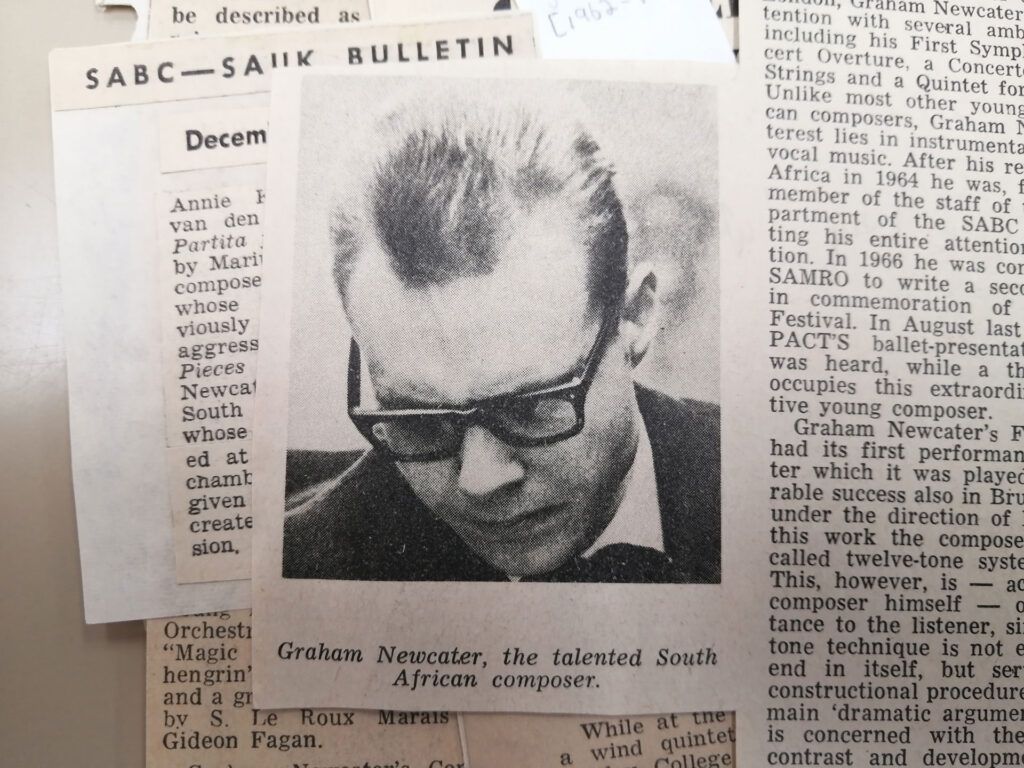 be described as
[1962-
SABC—SAUK BULLETIN
Decem
Annie
van den
Partita
by Mari
compose
whose
viously
aggress
Pieces
Newcat
South
whose
ed at
chamb
given
create
sion.
Orchestr
"Magic
hengrin'
and a gr
by S. Le Roux Marais
Gideon Fagan.
Graham Newcater, the talented South
African composer.
While at the
a wind quintet
College
London, Graham Newcater
tention with several amb
including his First Symp
cert Overture, a Concerto
Strings and a Quintet for
Unlike most other young
can composers, Graham N
terest lies in instrumenta
vocal music. After his re
Africa in 1964 he was, f
member of the staff of
partment of the SABC
ting his entire attention
tion. In 1966 he was con
SAMRO to write a seco
in commemoration of
Festival. In August last
PACT'S ballet-presentat
was heard, while a th
occupies this extraordi
tive young composer.
Graham Newcater's F
had its first performan
ter which it was played
rable success also in Bru
under the direction of
this work the compose
called twelve-tone syste
This, however, is — ac
composer himself — o
tance to the listener, si
tone technique is not e
end in itself, but ser
constructional procedure
main 'dramatic argumen
is concerned with the
contrast and developm